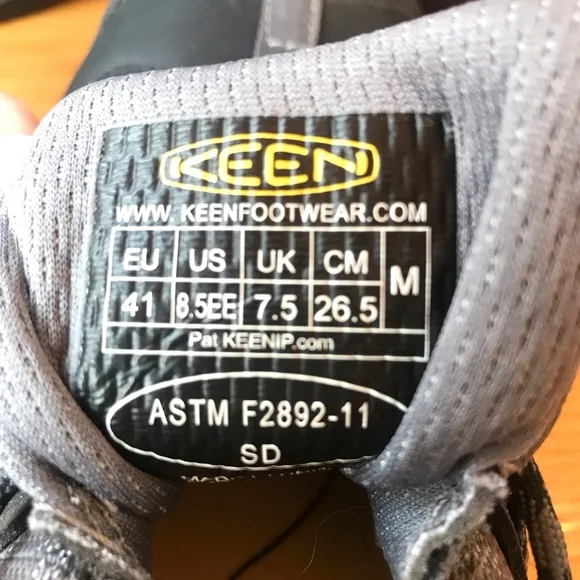 KEEN
WWW.KEENFOOTWEAR.COM
EU US UK CM M
41 8.5EE 7.5 26.5
Pat KEENIP.com
ASTM F2892-11
SD